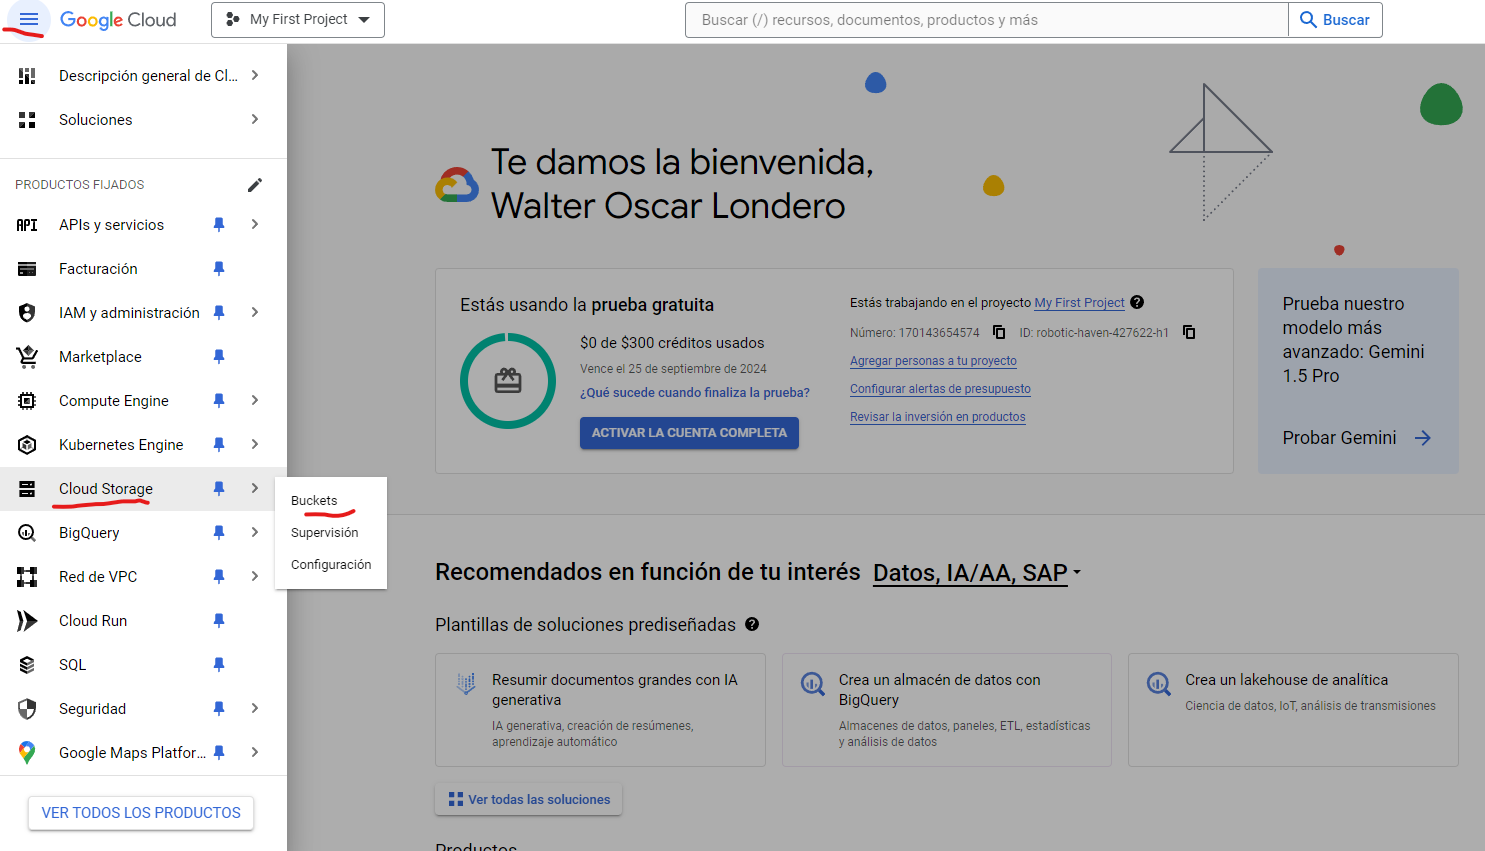 Google Cloud
My First Project
Buscar (/) recursos, documentos, productos y más
Buscar
Descripción general de Cl...
Soluciones
PRODUCTOS FIJADOS
API APIs y servicios
Facturación
IAM y administración
Marketplace
Compute Engine
Kubernetes Engine
Cloud Storage
BigQuery
Red de VPC
Cloud Run
SQL
Seguridad
Google Maps Platfor...
VER TODOS LOS PRODUCTOS
Buckets
Supervisión
Configuración
Te damos la bienvenida,
Walter Oscar Londero
Estás usando la prueba gratuita
$0 de $300 créditos usados
Vence el 25 de septiembre de 2024
¿Qué sucede cuando finaliza la prueba?
ACTIVAR LA CUENTA COMPLETA
Estás trabajando en el proyecto My First Project
Número: 170143654574 ID: robotic-haven-427622-h1
Agregar personas a tu proyecto
Configurar alertas de presupuesto
Revisar la inversión en productos
Prueba nuestro
modelo más
avanzado: Gemini
1.5 Pro
Probar Gemini
Recomendados en función de tu interés Datos, IA/AA, SAP
Plantillas de soluciones prediseñadas
Resumir documentos grandes con IA
generativa
IA generativa, creación de resúmenes,
aprendizaje automático
Crea un almacén de datos con
BigQuery
Almacenes de datos, paneles, ETL, estadísticas
y análisis de datos
Crea un lakehouse de analítica
Ciencia de datos, IoT, análisis de transmisiones
Ver todas las soluciones
Productos